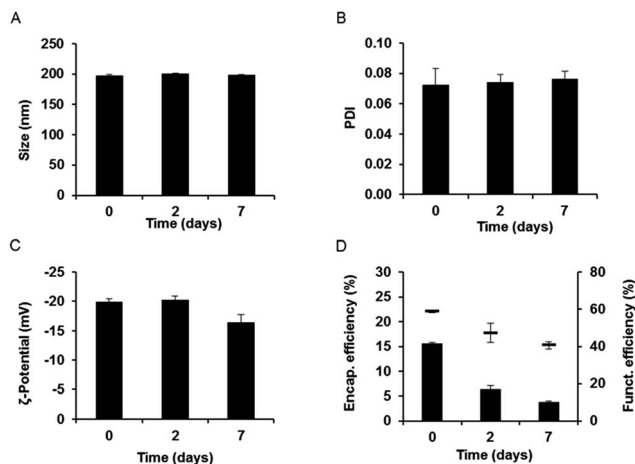 A
Size (nm)
250
200
150
100
50
0
0 2 7
Time (days)
B
PDI
0.10
0.08
0.06
0.04
0.02
0.00
0 2 7
Time (days)
C
ζ-Potential (mV)
-25
-20
-15
-10
-5
0
0 2 7
Time (days)
D
Encap. efficiency (%)
30
25
20
15
10
5
0
0 2 7
Time (days)
80
60
40
20
0
Funct. efficiency (%)